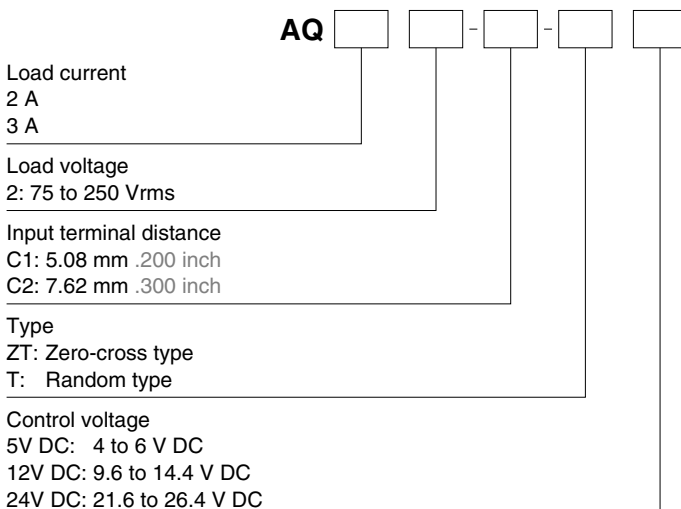 AQ - -
Load current
2 A
3 A
Load voltage
2: 75 to 250 Vrms
Input terminal distance
C1: 5.08 mm .200 inch
C2: 7.62 mm .300 inch
Type
ZT: Zero-cross type
T: Random type
Control voltage
5V DC: 4 to 6 V DC
12V DC: 9.6 to 14.4 V DC
24V DC: 21.6 to 26.4 V DC